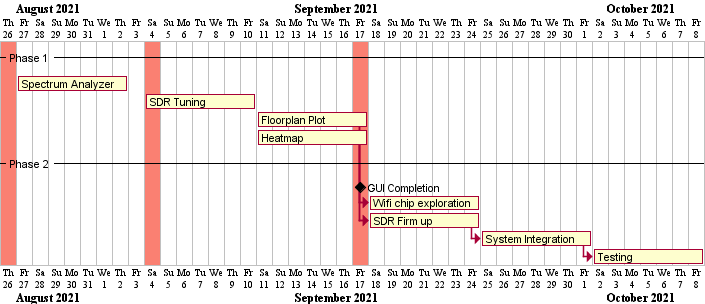 August 2021 September 2021 October 2021
Th Fr Sa Su Mo Tu We Th Fr Sa Su Mo Tu We Th Fr Sa Su Mo Tu We Th Fr Sa Su Mo Tu We Th Fr Sa Su Mo Tu We Th Fr Sa Su Mo Tu We Th Fr
26 27 28 29 30 31 1 2 3 4 5 6 7 8 9 10 11 12 13 14 15 16 17 18 19 20 21 22 23 24 25 26 27 28 29 30 1 2 3 4 5 6 7 8
Phase 1
Spectrum Analyzer
SDR Tuning
Floorplan Plot
Heatmap
Phase 2
GUI Completion
Wifi chip exploration
SDR Firm up
System Integration
Testing
Th Fr Sa Su Mo Tu We Th Fr Sa Su Mo Tu We Th Fr Sa Su Mo Tu We Th Fr Sa Su Mo Tu We Th Fr Sa Su Mo Tu We Th Fr Sa Su Mo Tu We Th Fr
26 27 28 29 30 31 1 2 3 4 5 6 7 8 9 10 11 12 13 14 15 16 17 18 19 20 21 22 23 24 25 26 27 28 29 30 1 2 3 4 5 6 7 8
August 2021 September 2021 October 2021